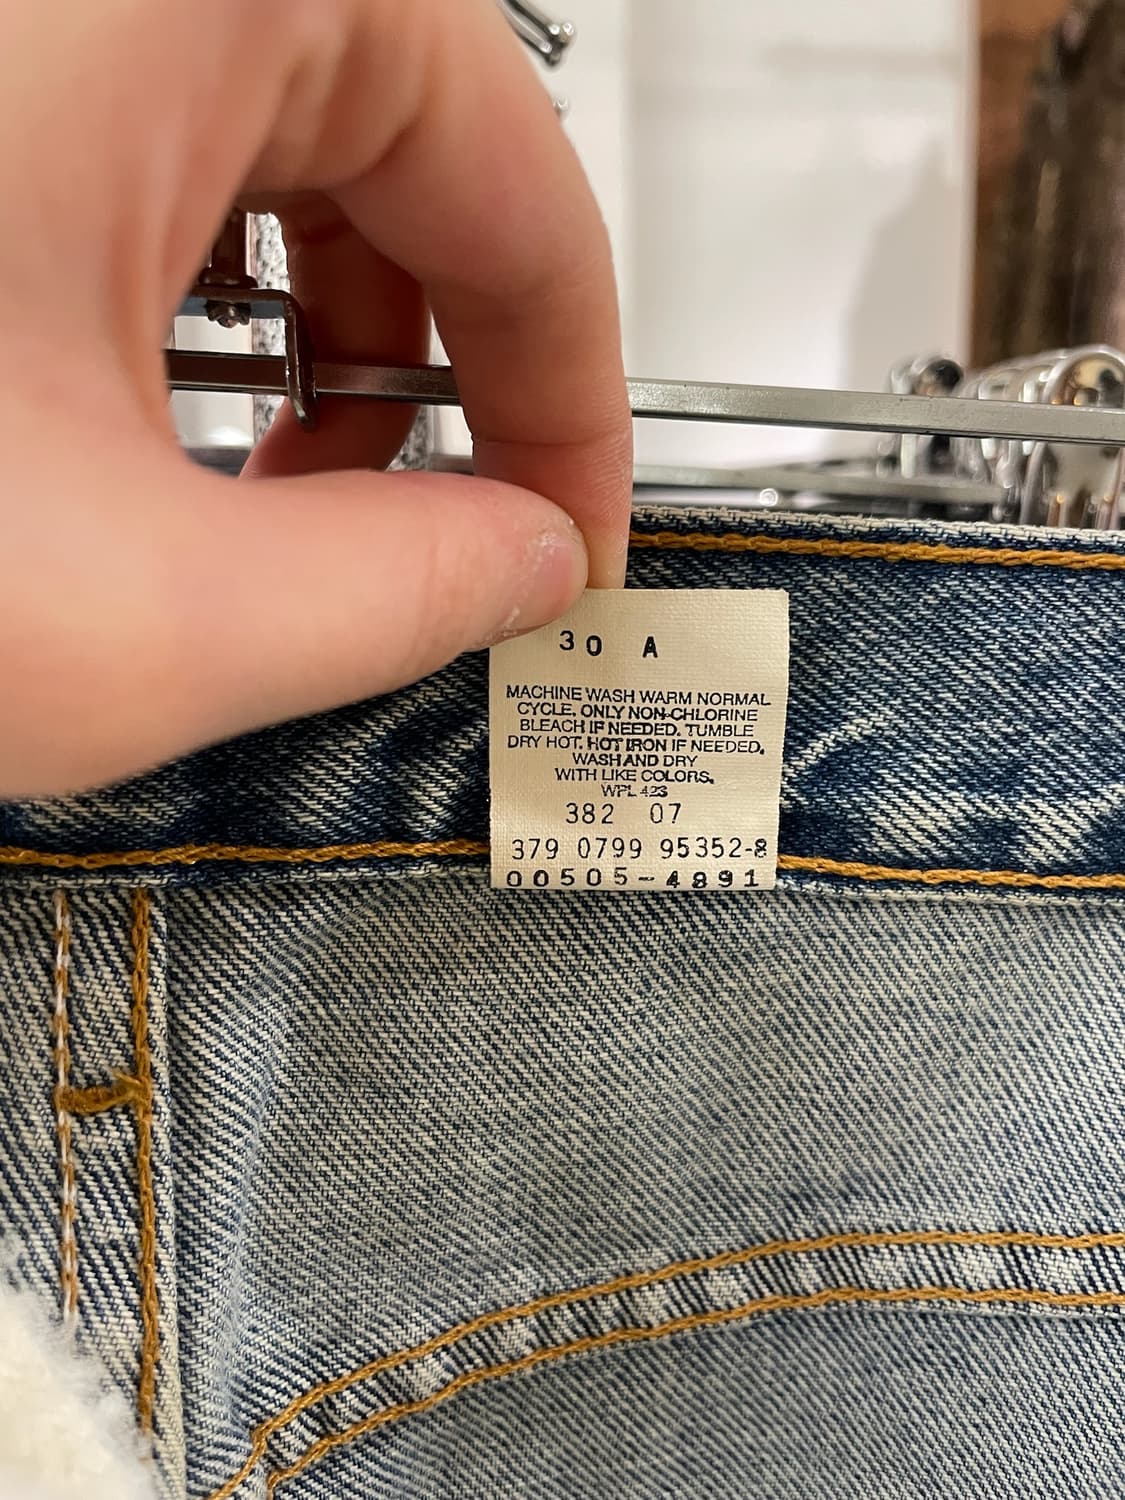 30 A
MACHINE WASH WARM NORMAL
CYCLE. ONLY NON-CHLORINE
BLEACH IF NEEDED. TUMBLE
DRY HOT. HOT IRON IF NEEDED.
WASH AND DRY
WITH LIKE COLORS.
WPL 423
382 07
379 0799 95352-8
00505-4891